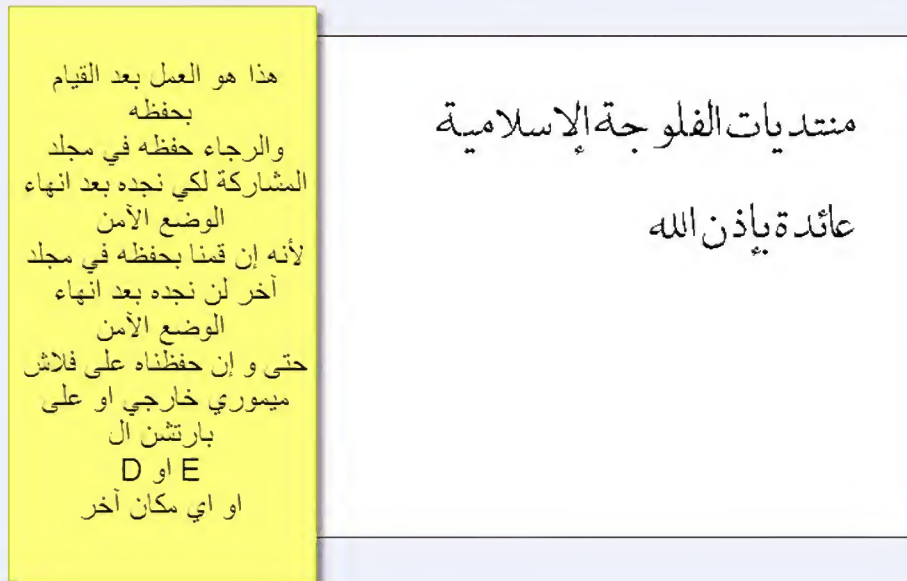 منتديات الفلوجة الإسلامية
عائدة بإذن الله
هذا هو العمل بعد القيام
بحفظه
والرجاء حفظه في مجلد
المشاركة لكي نجده بعد انهاء
الوضع الآمن
لأنه إن قمنا بحفظه في مجلد
آخر لن نجده بعد انهاء
الوضع الآمن
حتى و إن حفظناه على فلاش
ميموري خارجي او على
بارتشن ال
E او D
او اي مكان آخر